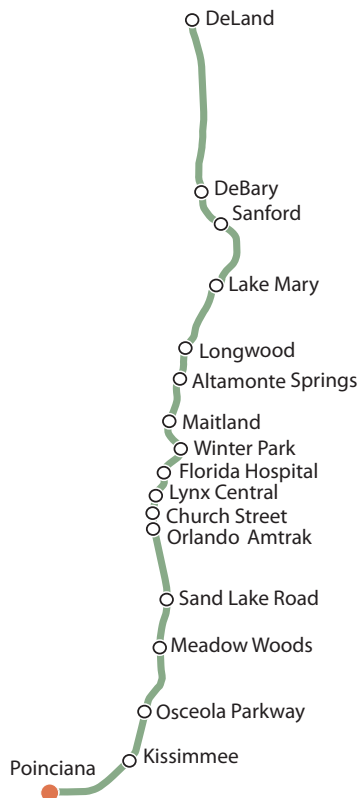 DeLand
DeBary
Sanford
Lake Mary
Longwood
Altamonte Springs
Maitland
Winter Park
Florida Hospital
Lynx Central
Church Street
Orlando Amtrak
Sand Lake Road
Meadow Woods
Osceola Parkway
Kissimmee
Poinciana